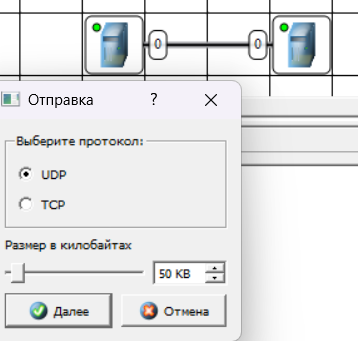 0 0
Отправка ?
Выберите протокол:
UDP
TCP
Размер в килобайтах
50 KB
Далее Отмена